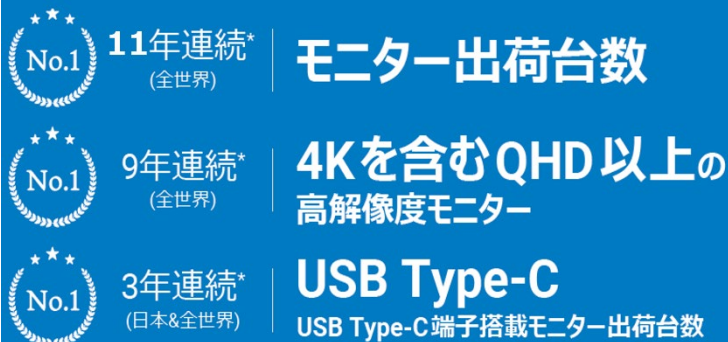 No.1
11年連続*
(全世界)
モニター出荷台数
No.1
9年連続*
(全世界)
4Kを含むQHD以上の
高解像度モニター
No.1
3年連続*
(日本&全世界)
USB Type-C
USB Type-C端子搭載モニター出荷台数